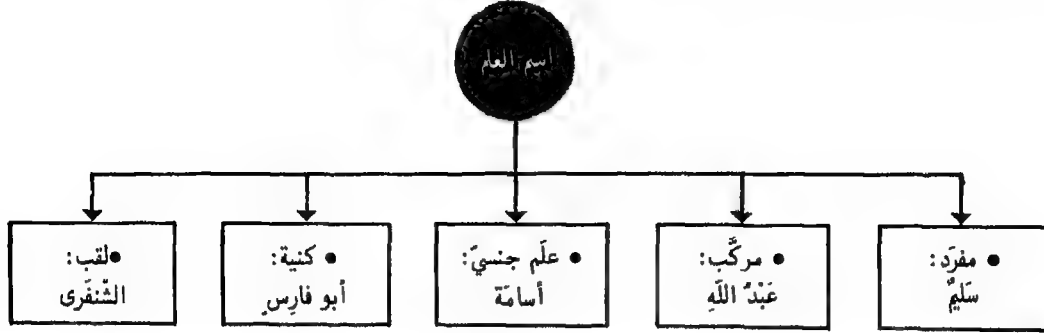 اسم العلم
• مفرَد:
سَليمٌ
• مركَّب:
عَبْدُ اللَّهِ
• علَم جنسيّ:
أسامَة
• كنية:
أبو فارِسٍ
• لقب:
الشّنفَرى